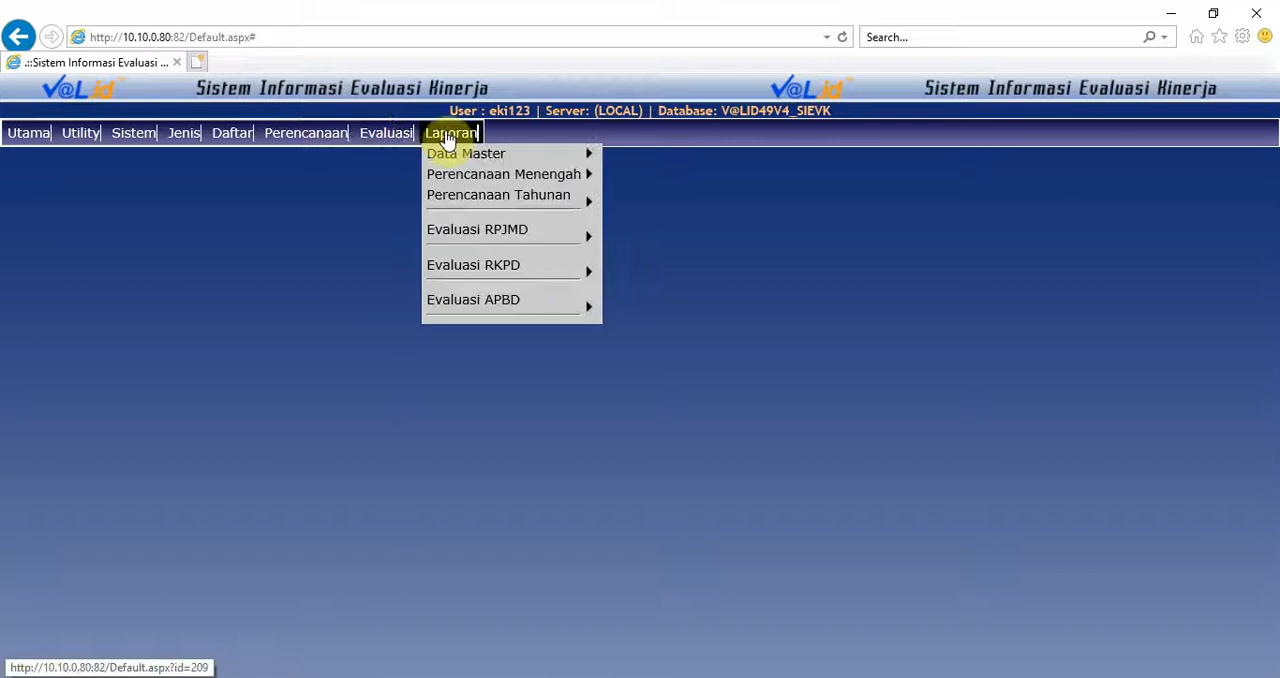 http://10.10.0.80:82/Default.aspx#
Search...
.::Sistem Informasi Evaluasi ...
V@L.id™ Sistem Informasi Evaluasi Kinerja V@L.id™ Sistem Informasi Evaluasi Kinerja
User : eki123 | Server: (LOCAL) | Database: V@LID49V4_SIEVK
Utama Utility Sistem Jenis Daftar Perencanaan Evaluasi Laporan
Data Master
Perencanaan Menengah
Perencanaan Tahunan
Evaluasi RPJMD
Evaluasi RKPD
Evaluasi APBD
http://10.10.0.80:82/Default.aspx?id=209